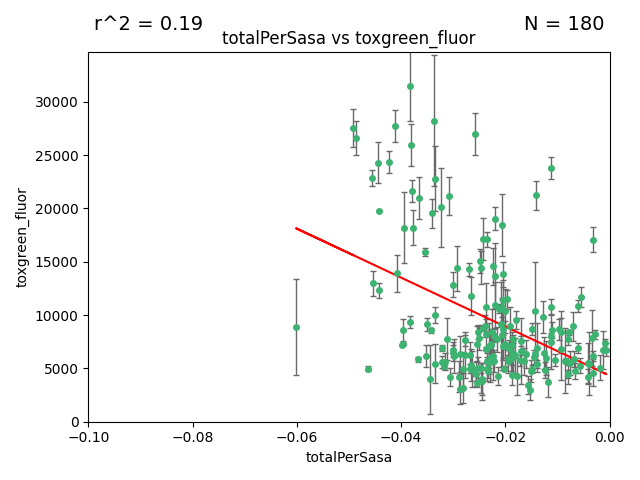 r^2 = 0.19
N = 180
totalPerSasa vs toxgreen_fluor
30000
25000
20000
15000
10000
5000
0
toxgreen_fluor
−0.10
−0.08
−0.06
−0.04
−0.02
0.00
totalPerSasa